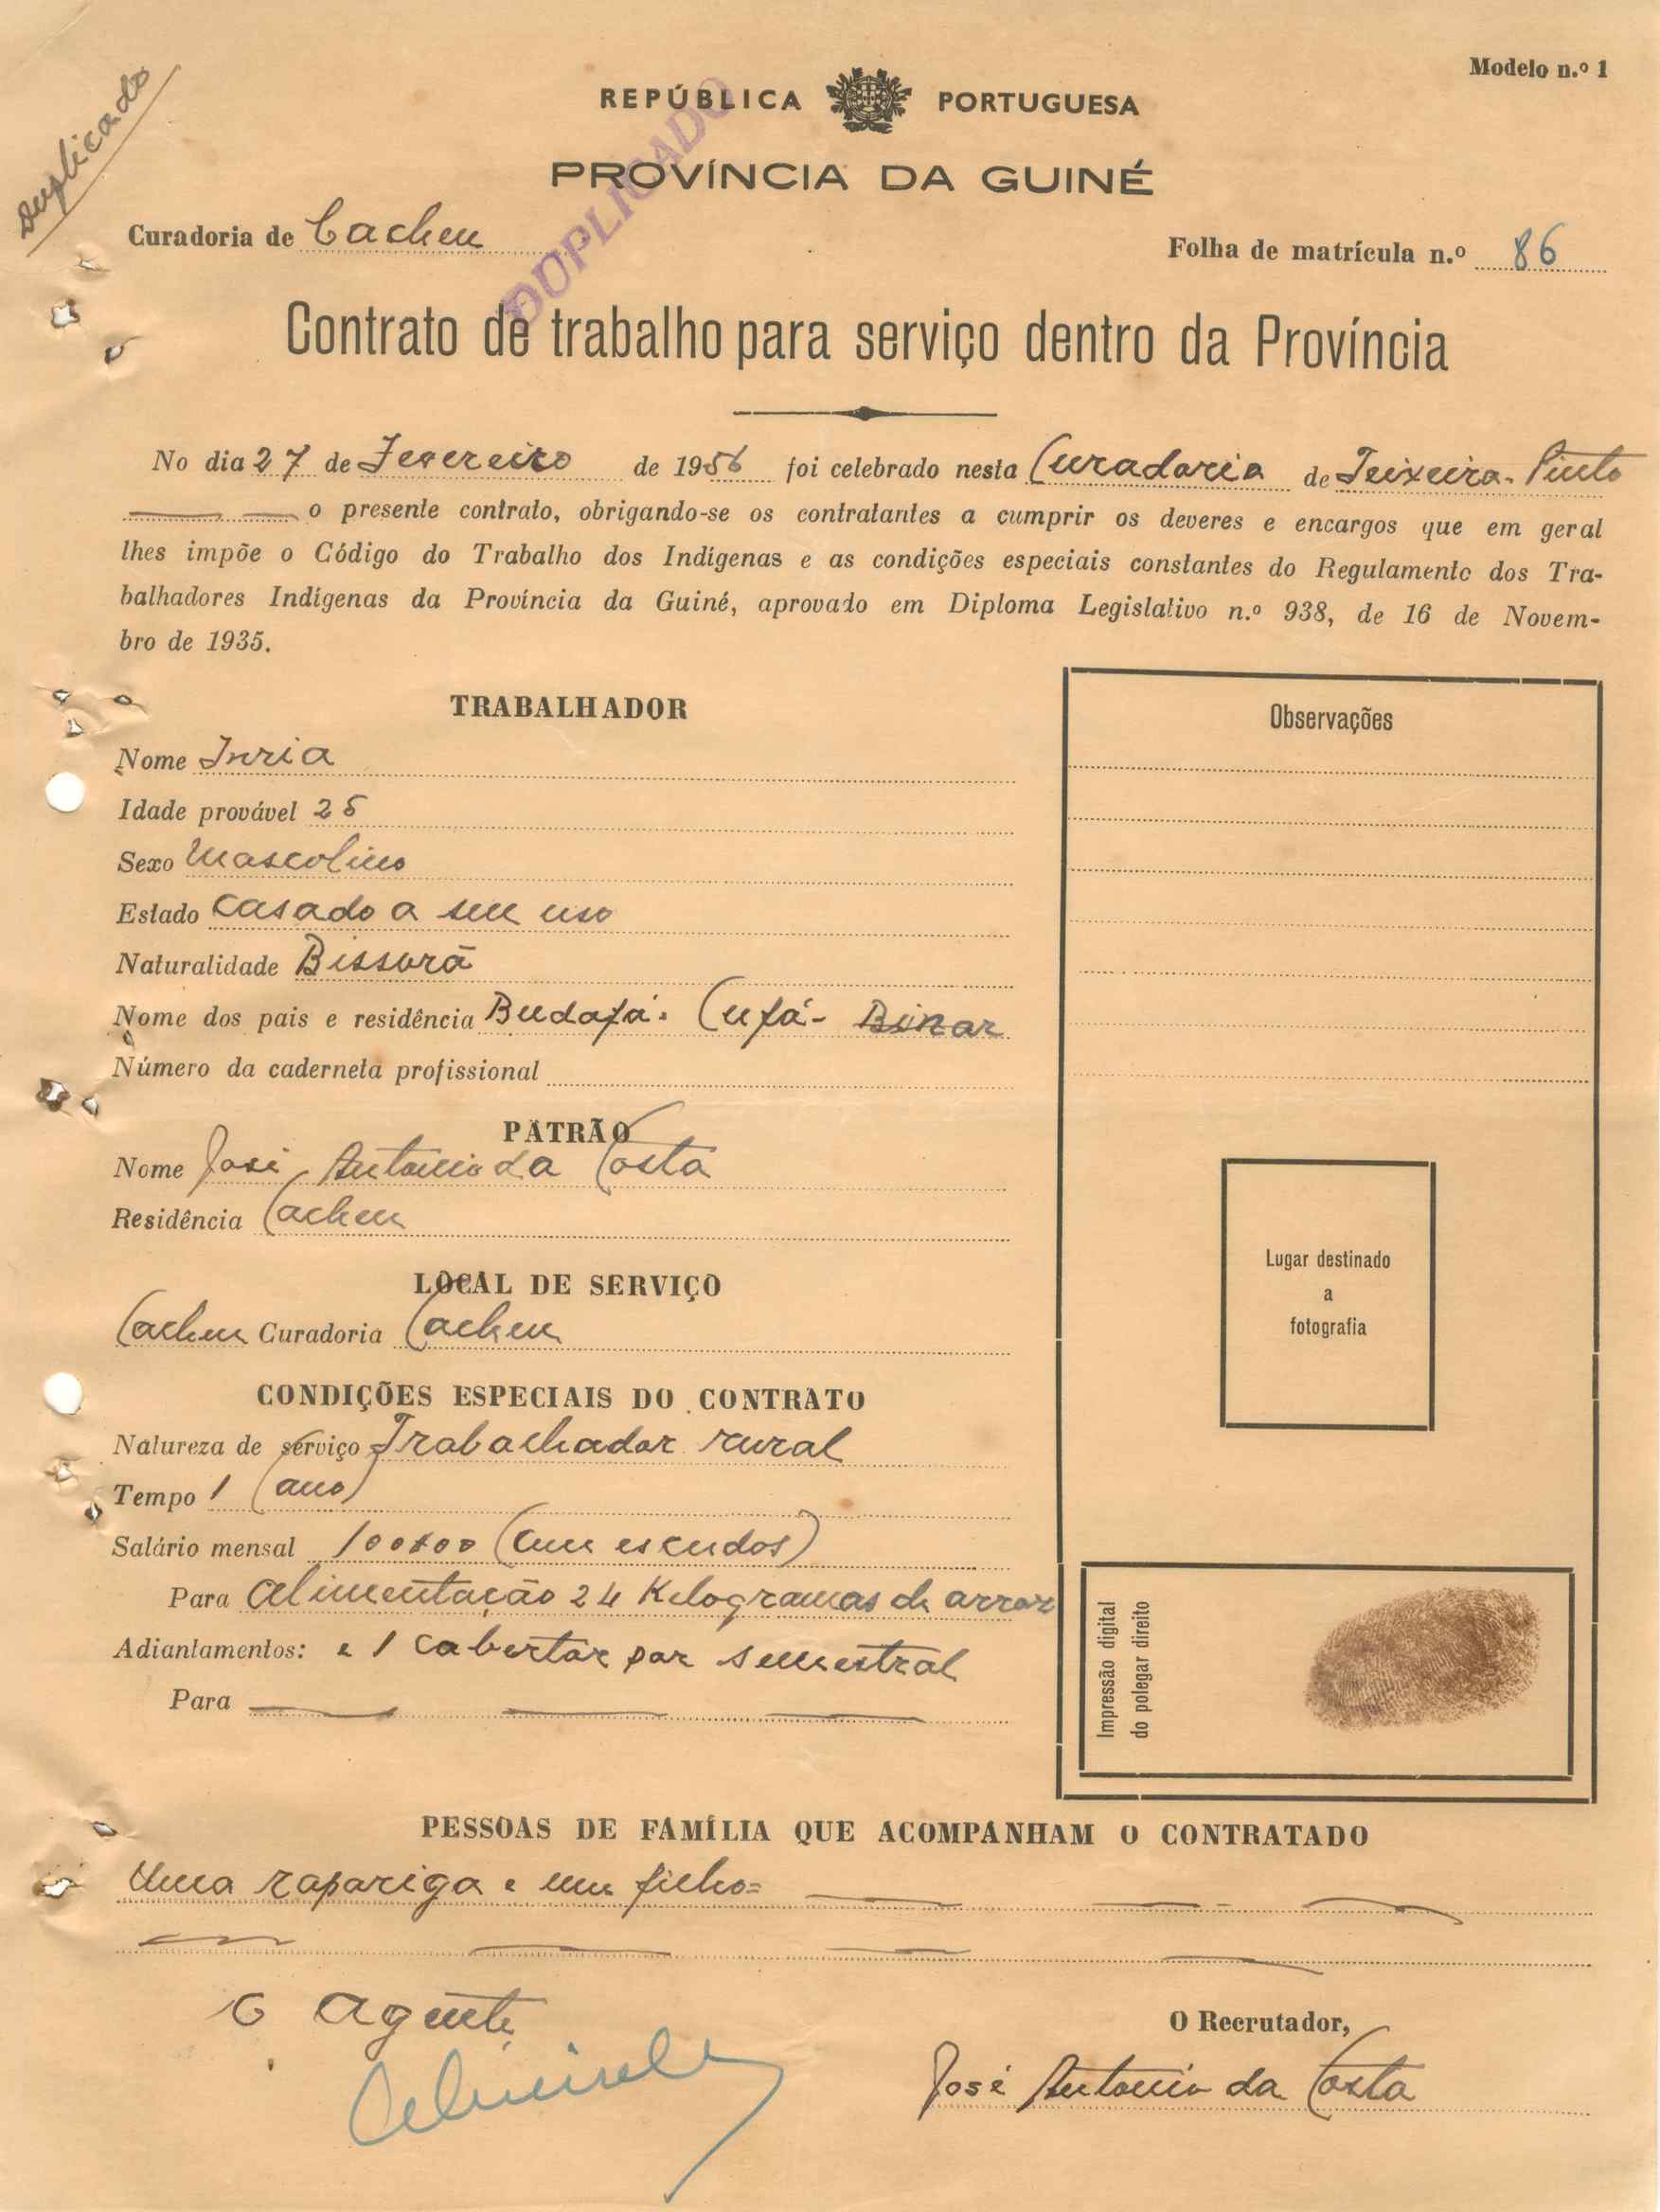 Duplicado
Modelo n.º 1
REPÚBLICA PORTUGUESA
DUPLICADO
PROVÍNCIA DA GUINÉ
Curadoria de Cacheu
Folha de matrícula n.º 86
Contrato de trabalho para serviço dentro da Província
No dia 27 de Fevereiro de 1956 foi celebrado nesta Curadoria de Teixeira Pinto
o presente contrato, obrigando-se os contratantes a cumprir os deveres e encargos que em geral
lhes impõe o Código do Trabalho dos Indígenas e as condições especiais constantes do Regulamento dos Tra-
balhadores Indígenas da Província da Guiné, aprovado em Diploma Legislativo n.º 938, de 16 de Novem-
bro de 1935.
TRABALHADOR
Nome Inria
Idade provável 25
Sexo Mascolino
Estado Casado a seu uso
Naturalidade Bissorã
Nome dos pais e residência Budafá. Cufá - Binar
Número da caderneta profissional
Observações
PATRÃO
Nome José Antonio da Costa
Residência Cacheu
LOCAL DE SERVIÇO
Cacheu Curadoria Cacheu
Lugar destinado
a
fotografia
CONDIÇÕES ESPECIAIS DO CONTRATO
Natureza de serviço Trabalhador rural
Tempo 1 (ano)
Salário mensal 100$00 (Cem escudos)
Para Alimentação 24 Kilogramas de arroz
Adiantamentos: e 1 cobertor por semestral
Para
Impressão digital
do polegar direito
PESSOAS DE FAMÍLIA QUE ACOMPANHAM O CONTRATADO
Uma rapariga e um filho=
O Agente
O Recrutador,
José Antonio da Costa